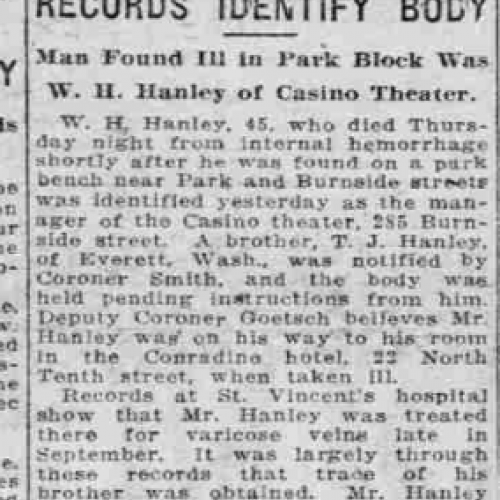 RECORDS IDENTIFY BODY
Man Found Ill in Park Block Was
W. H. Hanley of Casino Theater.
W. H. Hanley, 45, who died Thurs-
day night from internal hemorrhage
shortly after he was found on a park
bench near Park and Burnside streets
was identified yesterday as the man-
ager of the Casino theater, 285 Burn-
side street. A brother, T. J. Hanley,
of Everett, Wash., was notified by
Coroner Smith, and the body was
held pending instructions from him.
Deputy Coroner Goetsch believes Mr.
Hanley was on his way to his room
in the Conradine hotel, 22 North
Tenth street, when taken ill.
Records at St. Vincent's hospital
show that Mr. Hanley was treated
there for varicose veins late in
September. It was largely through
these records that trace of his
brother was obtained. Mr. Hanley